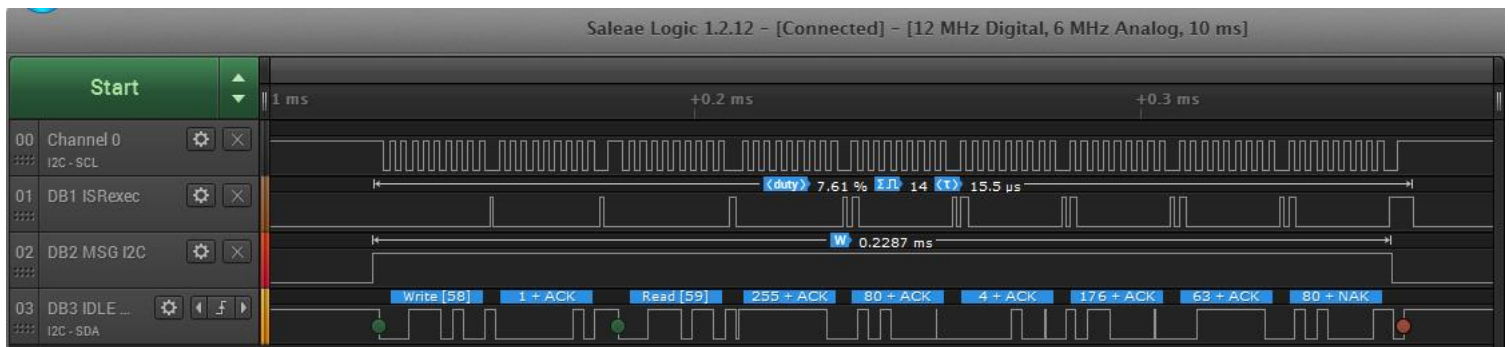 Saleae Logic 1.2.12 - [Connected] - [12 MHz Digital, 6 MHz Analog, 10 ms]
Start
1 ms +0.2 ms +0.3 ms
00 Channel 0
I2C - SCL
01 DB1 ISRexec
⟨duty⟩ 7.61 % Σ⎍ 14 ⟨τ⟩ 15.5 µs
02 DB2 MSG I2C
W 0.2287 ms
03 DB3 IDLE ...
I2C - SDA
Write [58] 1 + ACK Read [59] 255 + ACK 80 + ACK 4 + ACK 176 + ACK 63 + ACK 80 + NAK